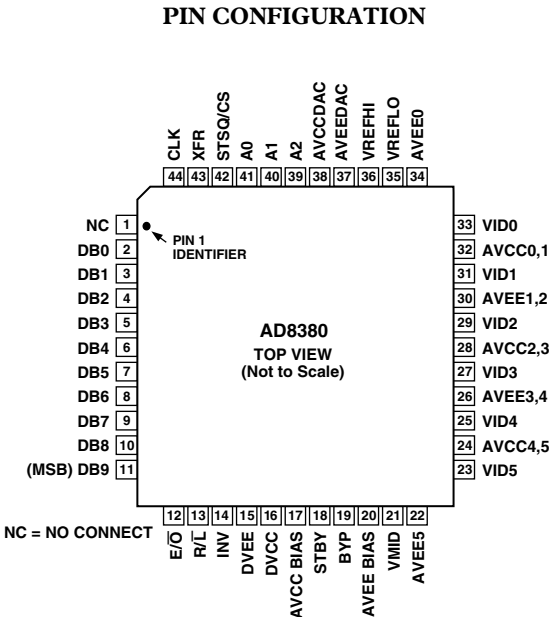 PIN CONFIGURATION
CLK
XFR
STSQ/CS
A0
A1
A2
AVCCDAC
AVEEDAC
VREFHI
VREFLO
AVEE0
44 43 42 41 40 39 38 37 36 35 34
NC 1
DB0 2
DB1 3
DB2 4
DB3 5
DB4 6
DB5 7
DB6 8
DB7 9
DB8 10
(MSB) DB9 11
PIN 1
IDENTIFIER
AD8380
TOP VIEW
(Not to Scale)
33 VID0
32 AVCC0,1
31 VID1
30 AVEE1,2
29 VID2
28 AVCC2,3
27 VID3
26 AVEE3,4
25 VID4
24 AVCC4,5
23 VID5
12 13 14 15 16 17 18 19 20 21 22
E/O̅
R/L̅
INV
DVEE
DVCC
AVCC BIAS
STBY
BYP
AVEE BIAS
VMID
AVEE5
NC = NO CONNECT